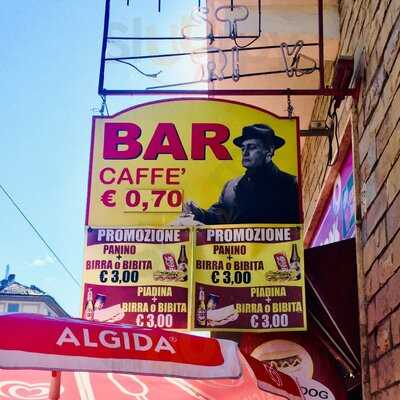 BAR
CAFFE'
€ 0,70
PROMOZIONE
PANINO
+
BIRRA o BIBITA
€ 3,00
PIADINA
+
BIRRA o BIBITA
€ 3.00
PROMOZIONE
PANINO
+
BIRRA o BIBITA
€ 3,00
PIADINA
+
BIRRA o BIBITA
€ 3.00
ALGIDA
DOG